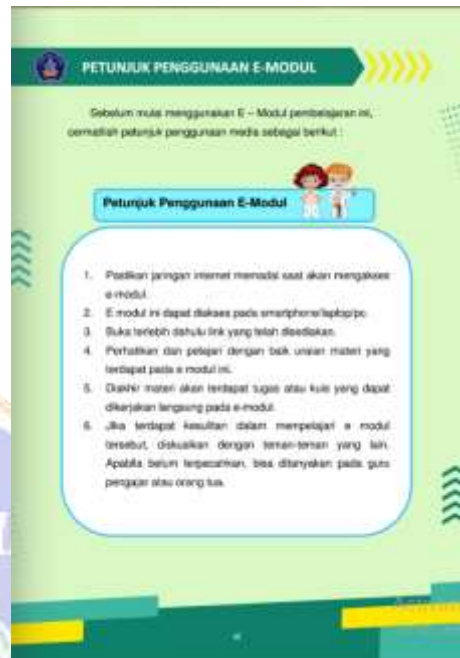 PETUNJUK PENGGUNAAN E-MODUL
Sebelum mulai menggunakan E – Modul pembelajaran ini,
cermatilah petunjuk penggunaan media sebagai berikut :
Petunjuk Penggunaan E-Modul
1. Pastikan jaringan internet memadai saat akan mengakses
e-modul.
2. E modul ini dapat diakses pada smartphone/laptop/pc.
3. Buka terlebih dahulu link yang telah disediakan.
4. Perhatikan dan pelajari dengan baik uraian materi yang
terdapat pada e modul ini.
5. Diakhir materi akan terdapat tugas atau kuis yang dapat
dikerjakan langsung pada e-modul.
6. Jika terdapat kesulitan dalam mempelajari e modul
tersebut, diskusikan dengan teman-teman yang lain.
Apabila belum terpecahkan, bisa ditanyakan pada guru
pengajar atau orang tua.